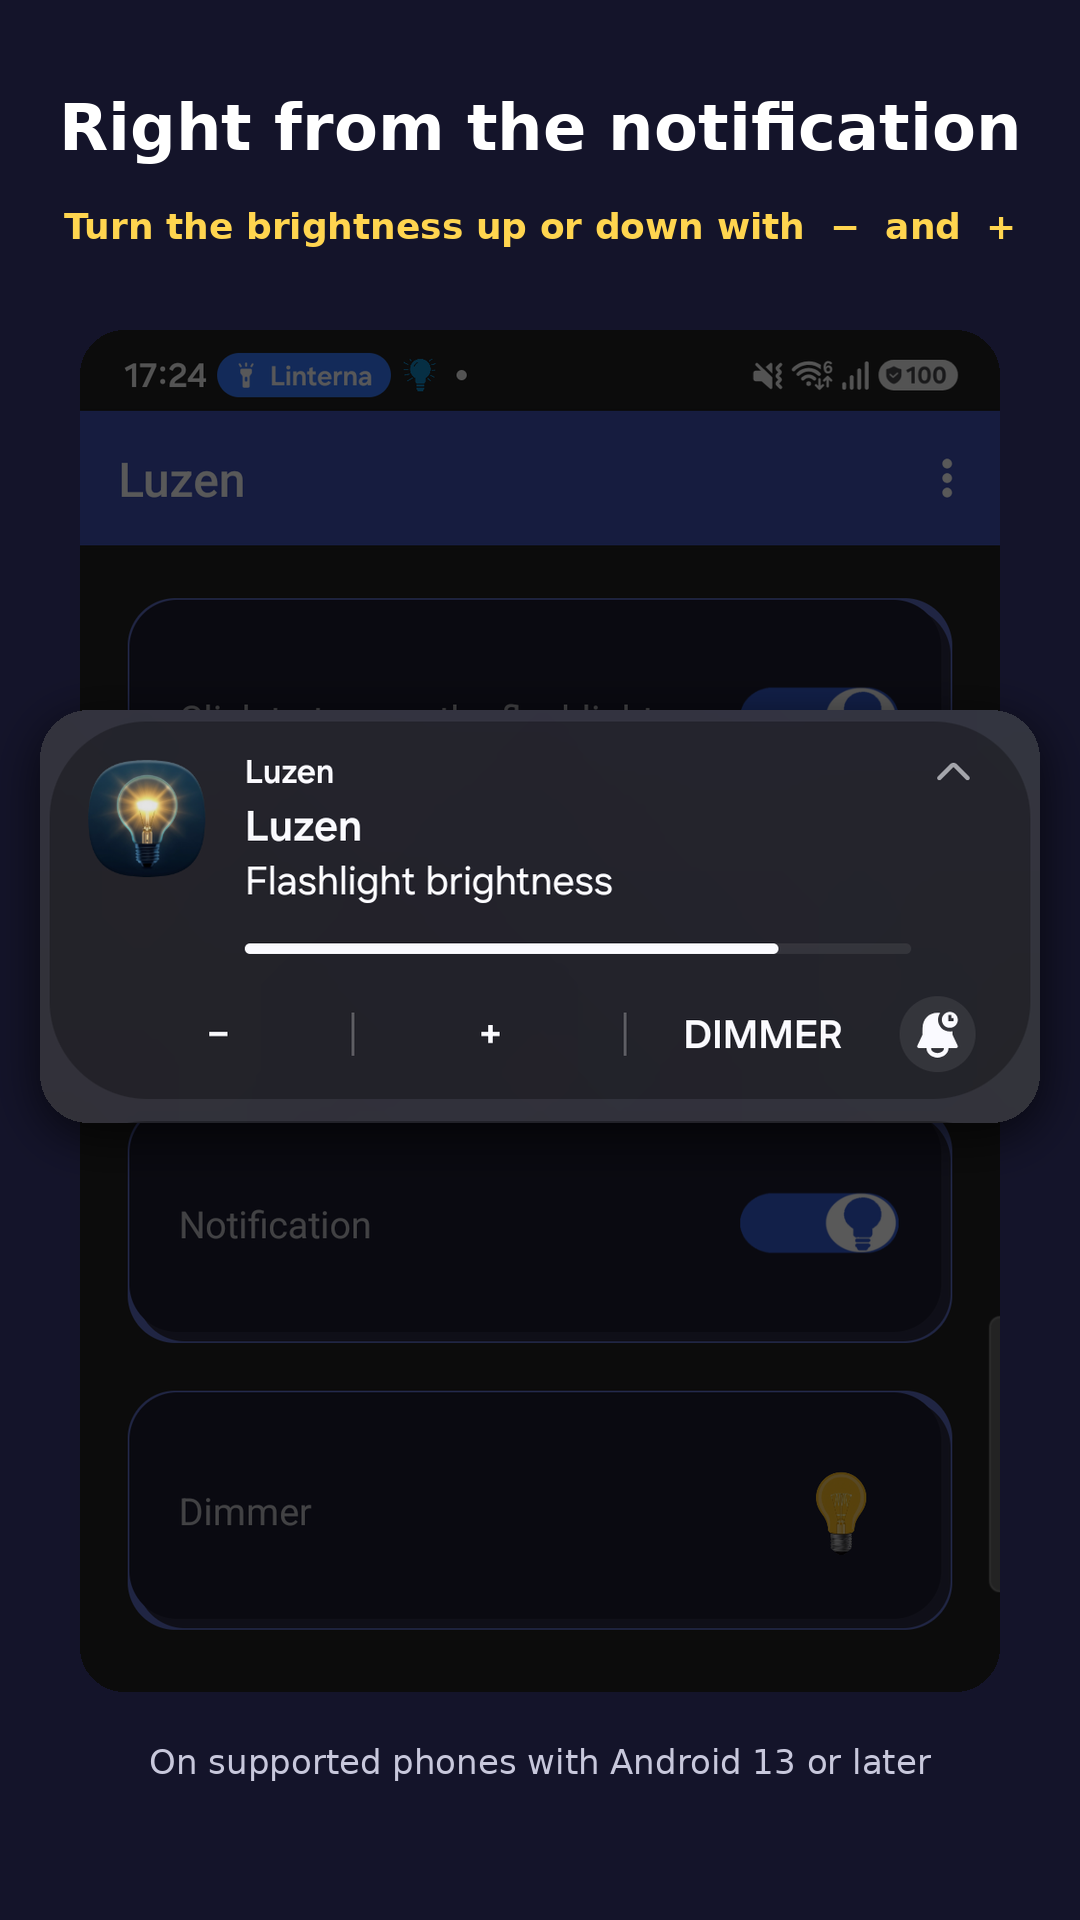 Right from the notification
Turn the brightness up or down with − and +
17:24 Linterna 6 100
Luzen
Luzen
Luzen
Flashlight brightness
− + DIMMER
Notification
Dimmer
On supported phones with Android 13 or later